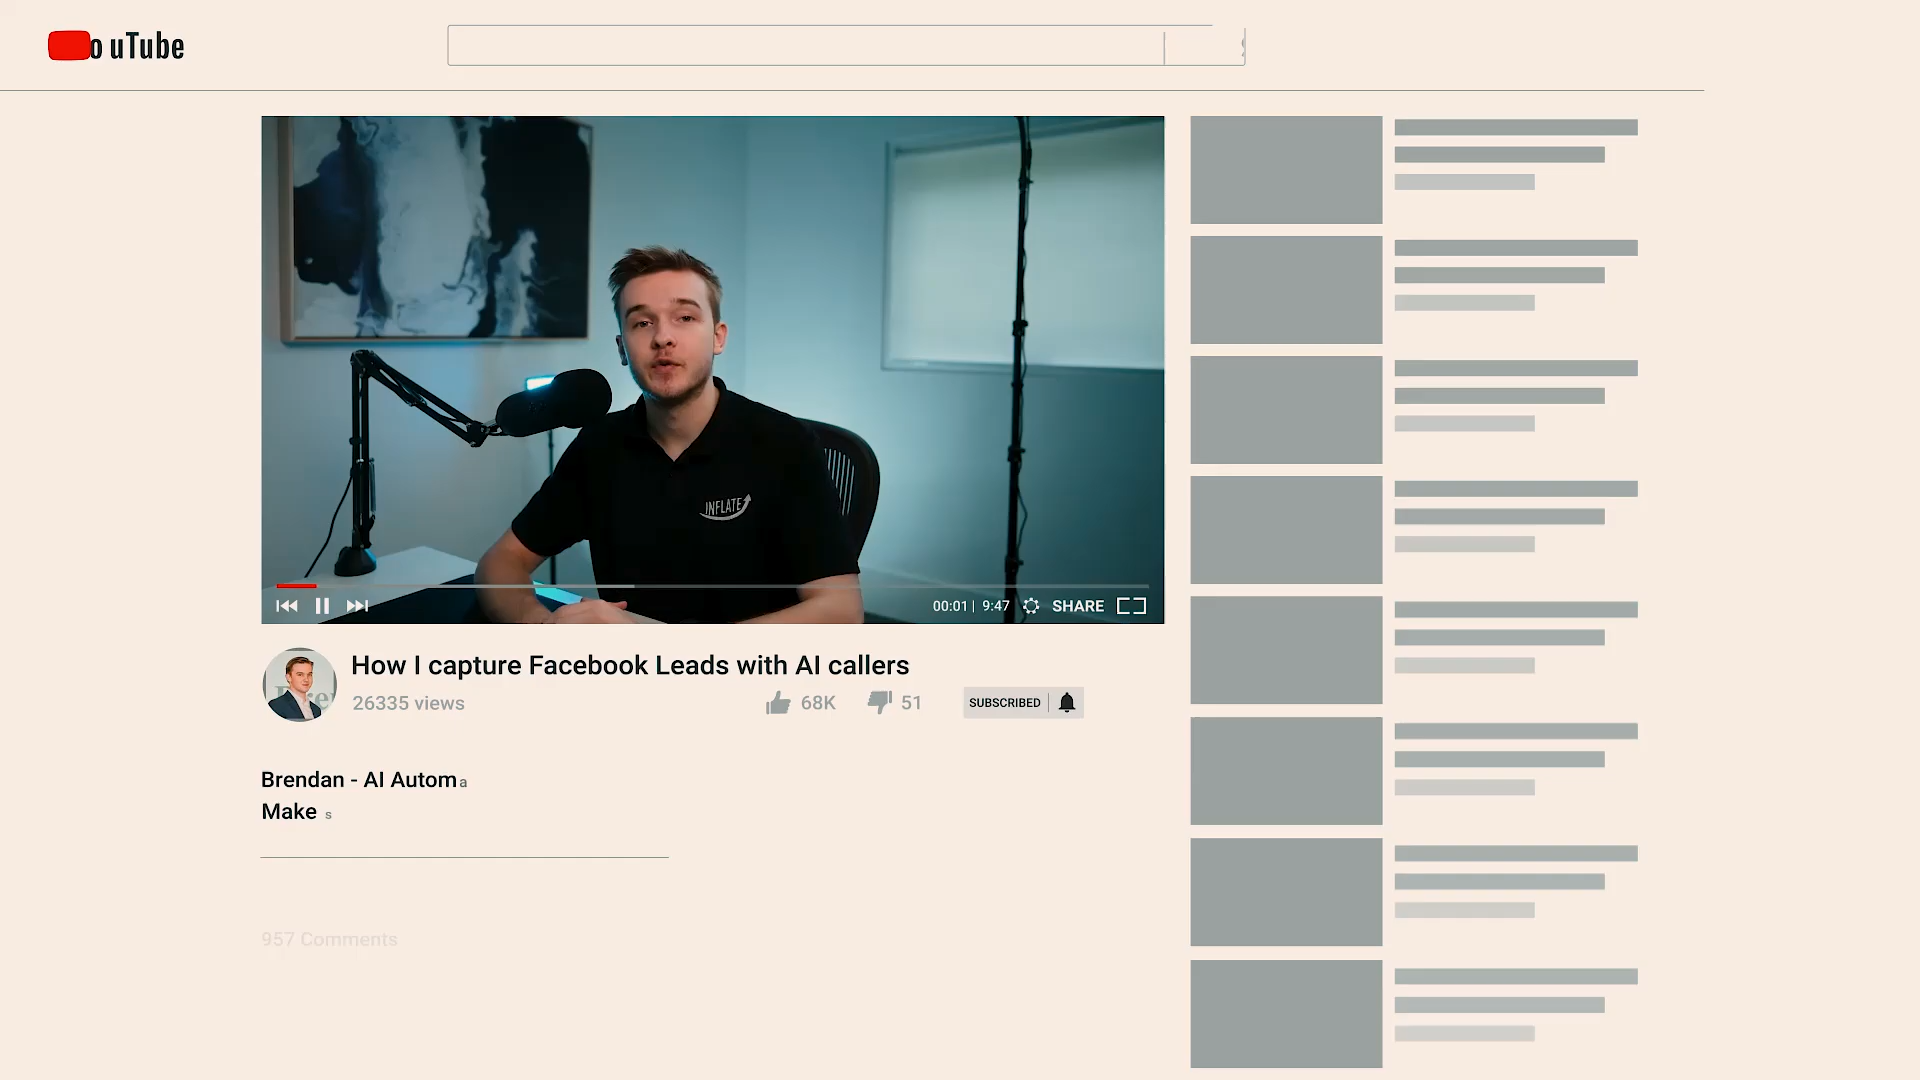 o uTube
INFLATE
00:01 | 9:47 SHARE
How I capture Facebook Leads with AI callers
26335 views 68K 51 SUBSCRIBED
Brendan - AI Autom a
Make s
957 Comments